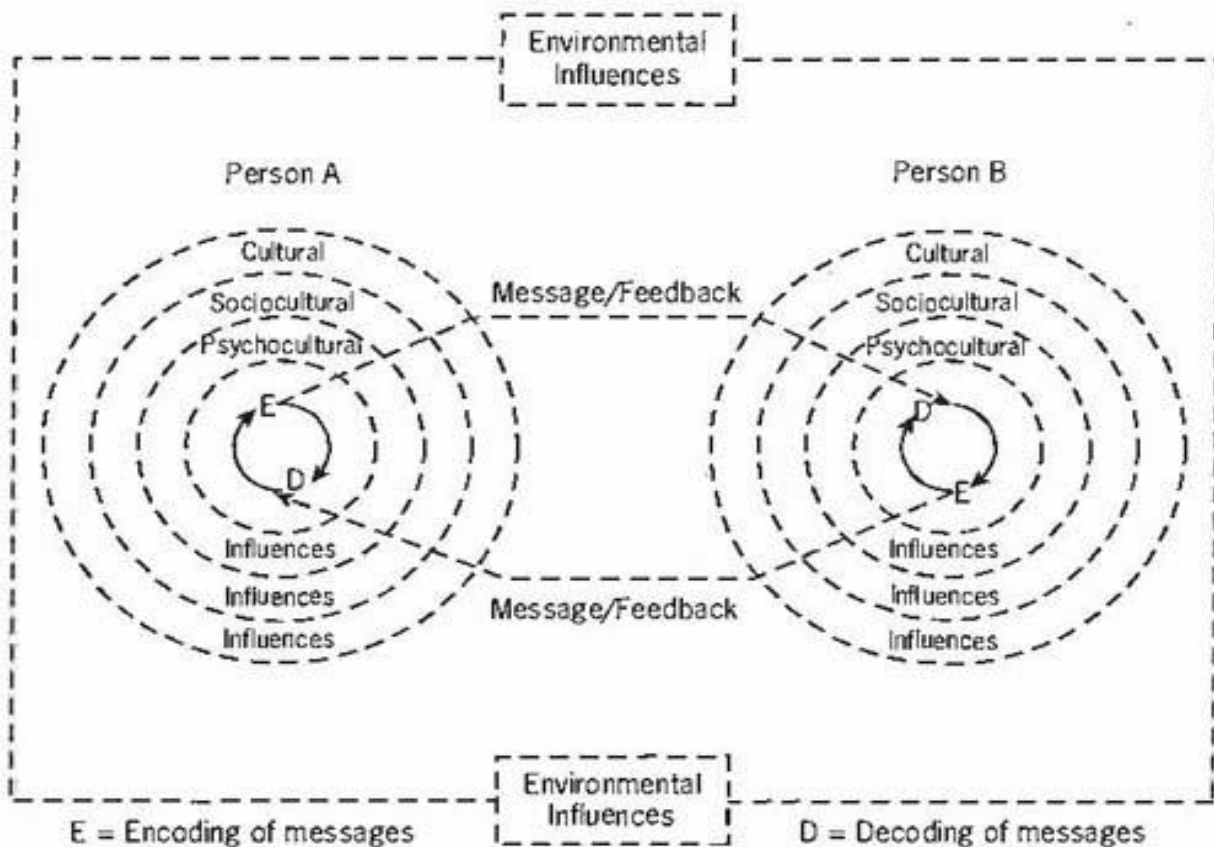 Environmental
Influences
Person A
Person B
Cultural
Cultural
Message/Feedback
Sociocultural
Sociocultural
Psychocultural
Psychocultural
E
D
D
E
Influences
Influences
Message/Feedback
Influences
Influences
Influences
Influences
Environmental
Influences
E = Encoding of messages
D = Decoding of messages